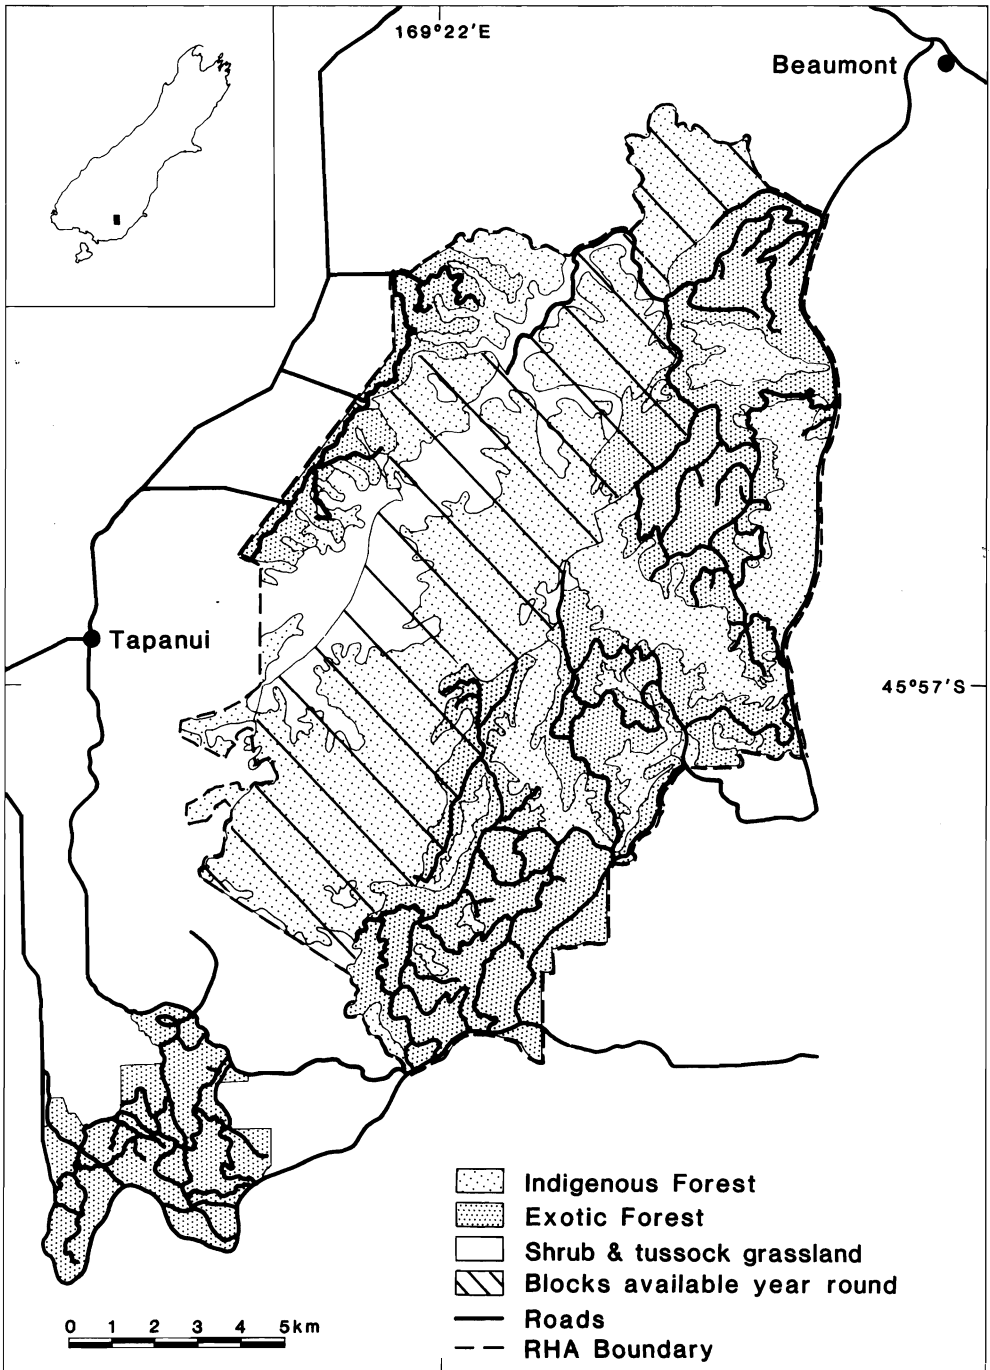 169°22'E
Beaumont
Tapanui
45°57'S
Indigenous Forest
Exotic Forest
Shrub & tussock grassland
Blocks available year round
Roads
RHA Boundary
0 1 2 3 4 5km